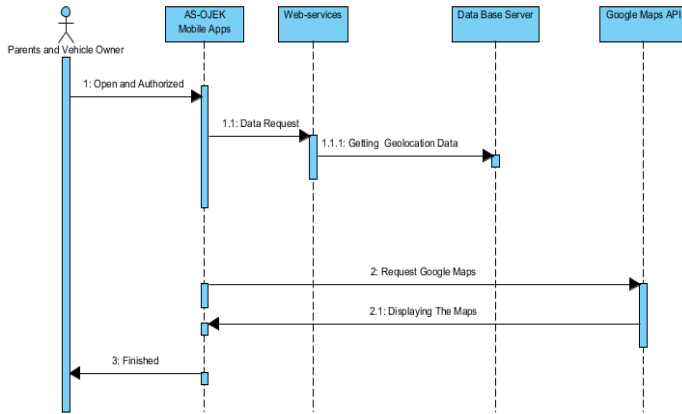 AS-OJEK
Mobile Apps
Web-services
Data Base Server
Google Maps API
Parents and Vehicle Owner
1: Open and Authorized
1.1: Data Request
1.1.1: Getting Geolocation Data
2: Request Google Maps
2.1: Displaying The Maps
3: Finished